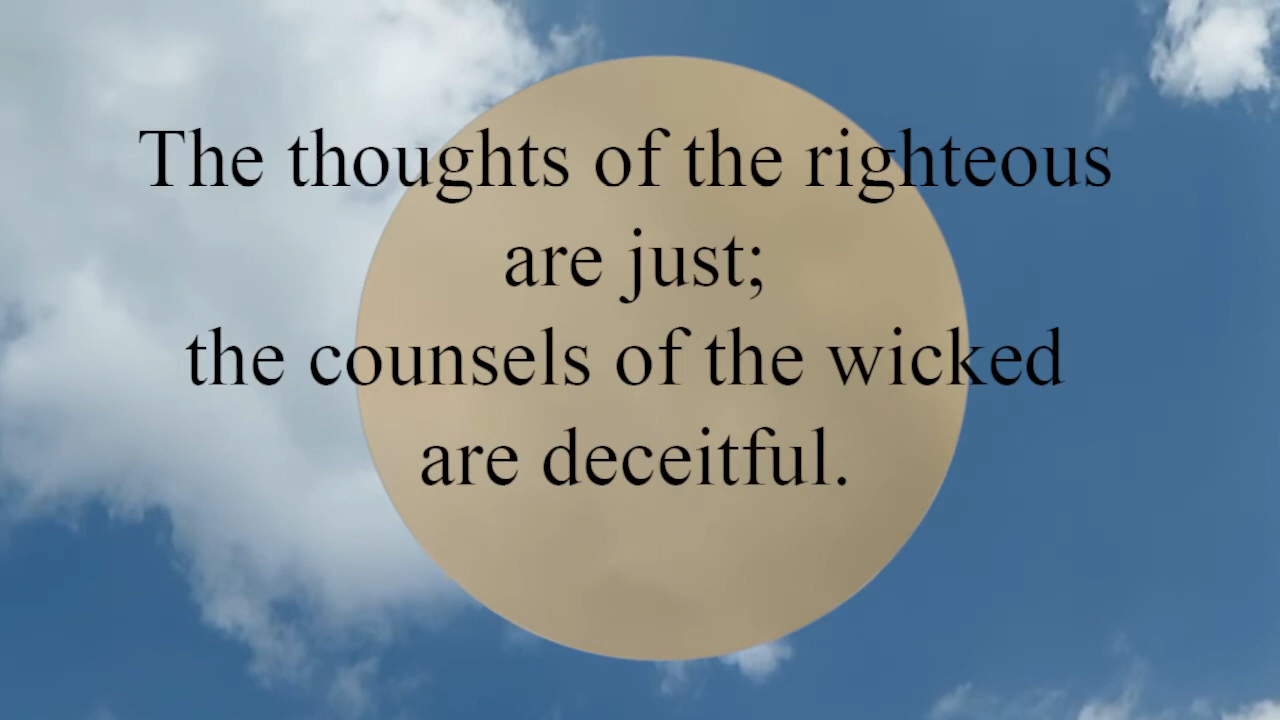 The thoughts of the righteous
are just;
the counsels of the wicked
are deceitful.